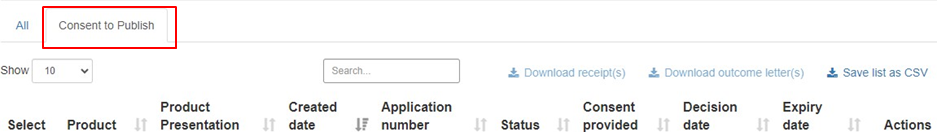 All Consent to Publish
Show 10 Search... Download receipt(s) Download outcome letter(s) Save list as CSV
Product Created Application Consent Decision Expiry
Select Product Presentation date number Status provided date date Actions